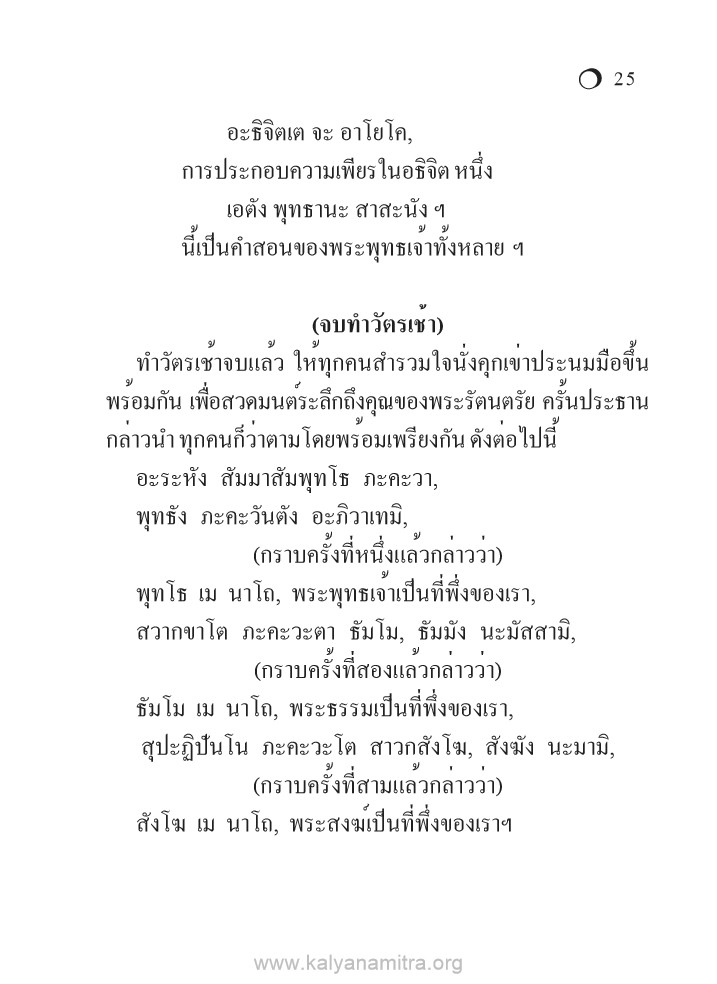 25
อะธิจิตเต จะ อาโยโค,
การประกอบความเพียรในอธิจิต หนึ่ง
เอตัง พุทธานะ สาสะนัง ฯ
นี้เป็นคำสอนของพระพุทธเจ้าทั้งหลาย ฯ
(จบทำวัตรเช้า)
ทำวัตรเช้าจบแล้ว ให้ทุกคนสำรวมใจนั่งคุกเข่าประนมมือขึ้น
พร้อมกัน เพื่อสวดมนต์ระลึกถึงคุณของพระรัตนตรัย ครั้นประธาน
กล่าวนำ ทุกคนก็ว่าตามโดยพร้อมเพรียงกัน ดังต่อไปนี้
อะระหัง สัมมาสัมพุทโธ ภะคะวา,
พุทธัง ภะคะวันตัง อะภิวาเทมิ,
(กราบครั้งที่หนึ่งแล้วกล่าวว่า)
พุทโธ เม นาโถ, พระพุทธเจ้าเป็นที่พึ่งของเรา,
สวากขาโต ภะคะวะตา ธัมโม, ธัมมัง นะมัสสามิ,
(กราบครั้งที่สองแล้วกล่าวว่า)
ธัมโม เม นาโถ, พระธรรมเป็นที่พึ่งของเรา,
สุปะฏิปันโน ภะคะวะโต สาวกสังโฆ, สังฆัง นะมามิ,
(กราบครั้งที่สามแล้วกล่าวว่า)
สังโฆ เม นาโถ, พระสงฆ์เป็นที่พึ่งของเราฯ
www.kalyanamitra.org